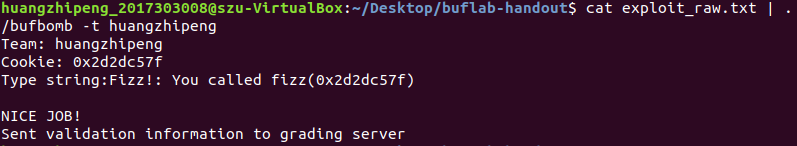 huangzhipeng_2017303008@szu-VirtualBox:~/Desktop/buflab-handout$ cat exploit_raw.txt | .
/bufbomb -t huangzhipeng
Team: huangzhipeng
Cookie: 0x2d2dc57f
Type string:Fizz!: You called fizz(0x2d2dc57f)
NICE JOB!
Sent validation information to grading server